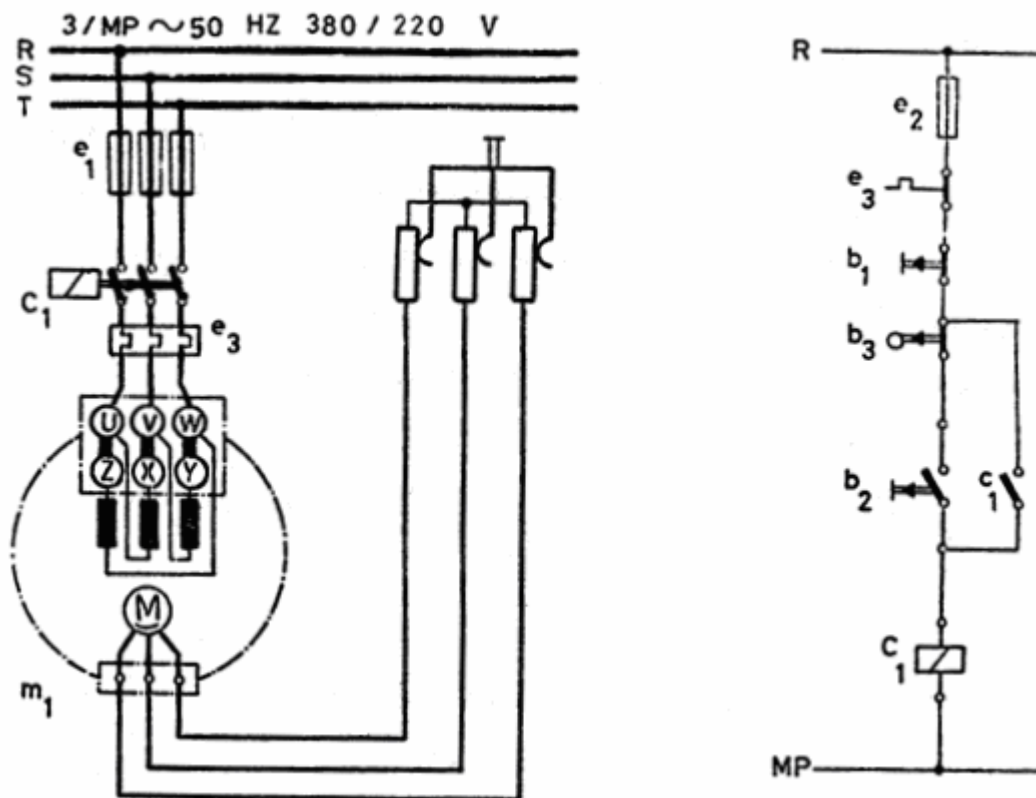 3/MP ~ 50 HZ 380 / 220 V
R
S
T
e1
C1
e3
U V W
Z X Y
M
m1
R
e2
e3
b1
b3
b2 c1
C1
MP